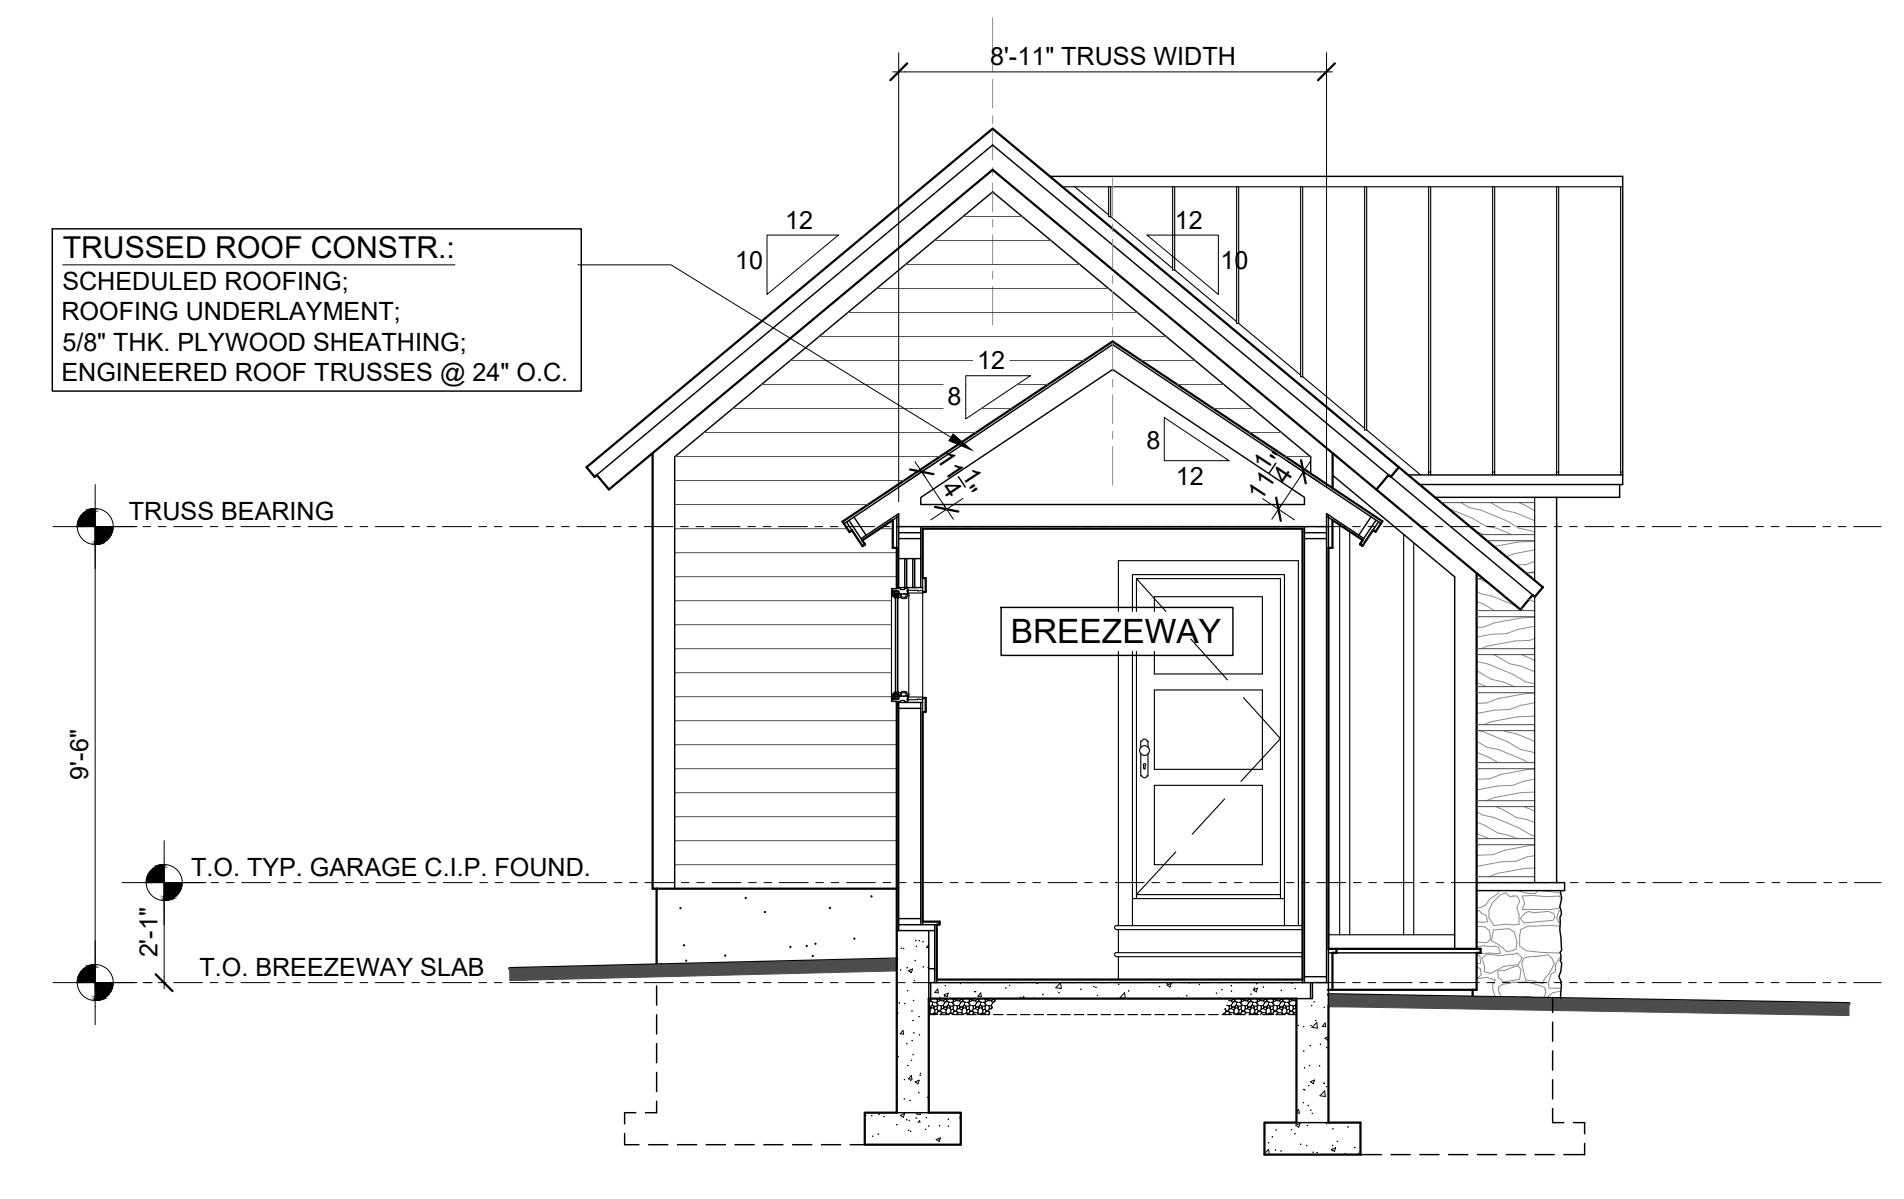 8'-11" TRUSS WIDTH
12
10
12
10
TRUSSED ROOF CONSTR.:
SCHEDULED ROOFING;
ROOFING UNDERLAYMENT;
5/8" THK. PLYWOOD SHEATHING;
ENGINEERED ROOF TRUSSES @ 24" O.C.
12
8
8
12
TRUSS BEARING
BREEZEWAY
9'-6"
T.O. TYP. GARAGE C.I.P. FOUND.
2'-1"
T.O. BREEZEWAY SLAB